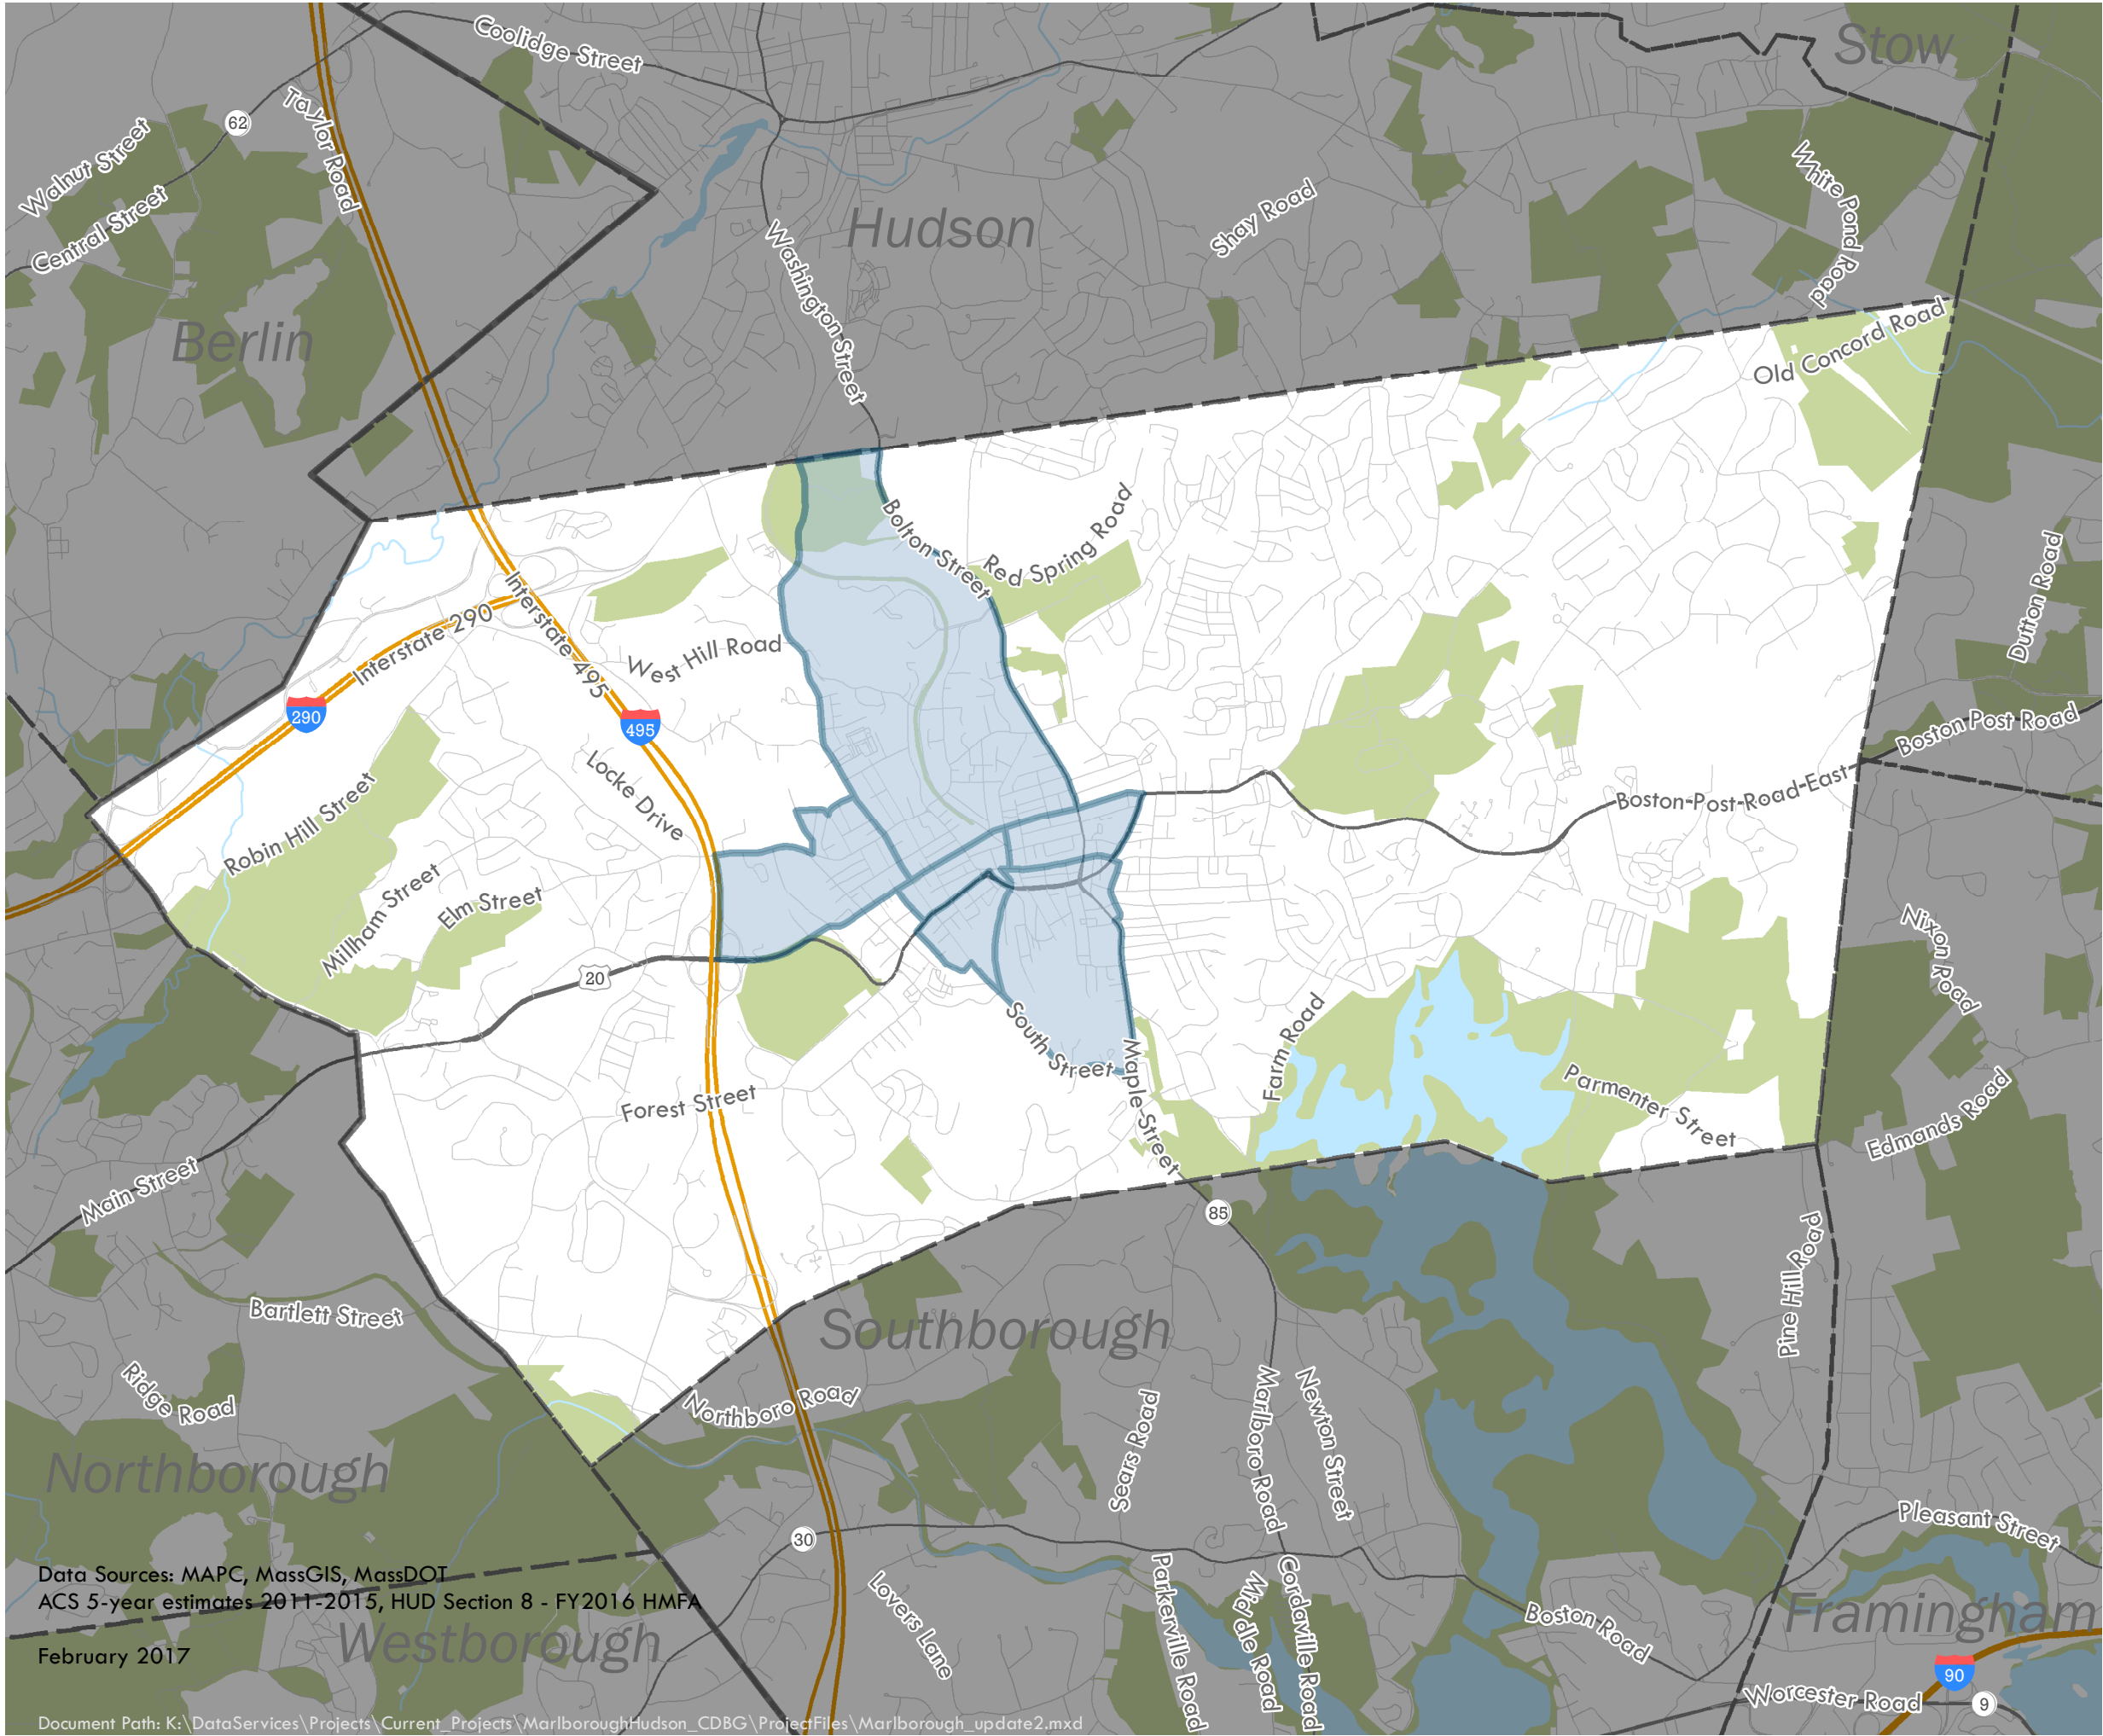 Stow
Coolidge Street
62
Taylor Road
Walnut Street
Central Street
White Pond Road
Shay Road
Hudson
Washington Street
Berlin
Old Concord Road
Bolton Street
Red Spring Road
Dutton Road
Interstate 290
Interstate 495
West Hill Road
290
495
Boston Post Road
Locke Drive
Boston-Post-Road-East
Robin Hill Street
Millham Street
Elm Street
Nixon Road
20
South Street
Maple Street
Farm Road
Parmenter Street
Forest Street
Edmands Road
Main Street
85
Pine Hill Road
Bartlett Street
Southborough
Ridge Road
Northboro Road
Sears Road
Marlboro Road
Newton Street
Northborough
Pleasant Street
30
Data Sources: MAPC, MassGIS, MassDOT
ACS 5-year estimates 2011-2015, HUD Section 8 - FY2016 HMFA
Lovers Lane
Parkerville Road
Middle Road
Cordaville Road
Boston Road
Framingham
Westborough
February 2017
90
Worcester Road
9
Document Path: K:\DataServices\Projects\Current_Projects\MarlboroughHudson_CDBG\ProjectFiles\Marlborough_update2.mxd